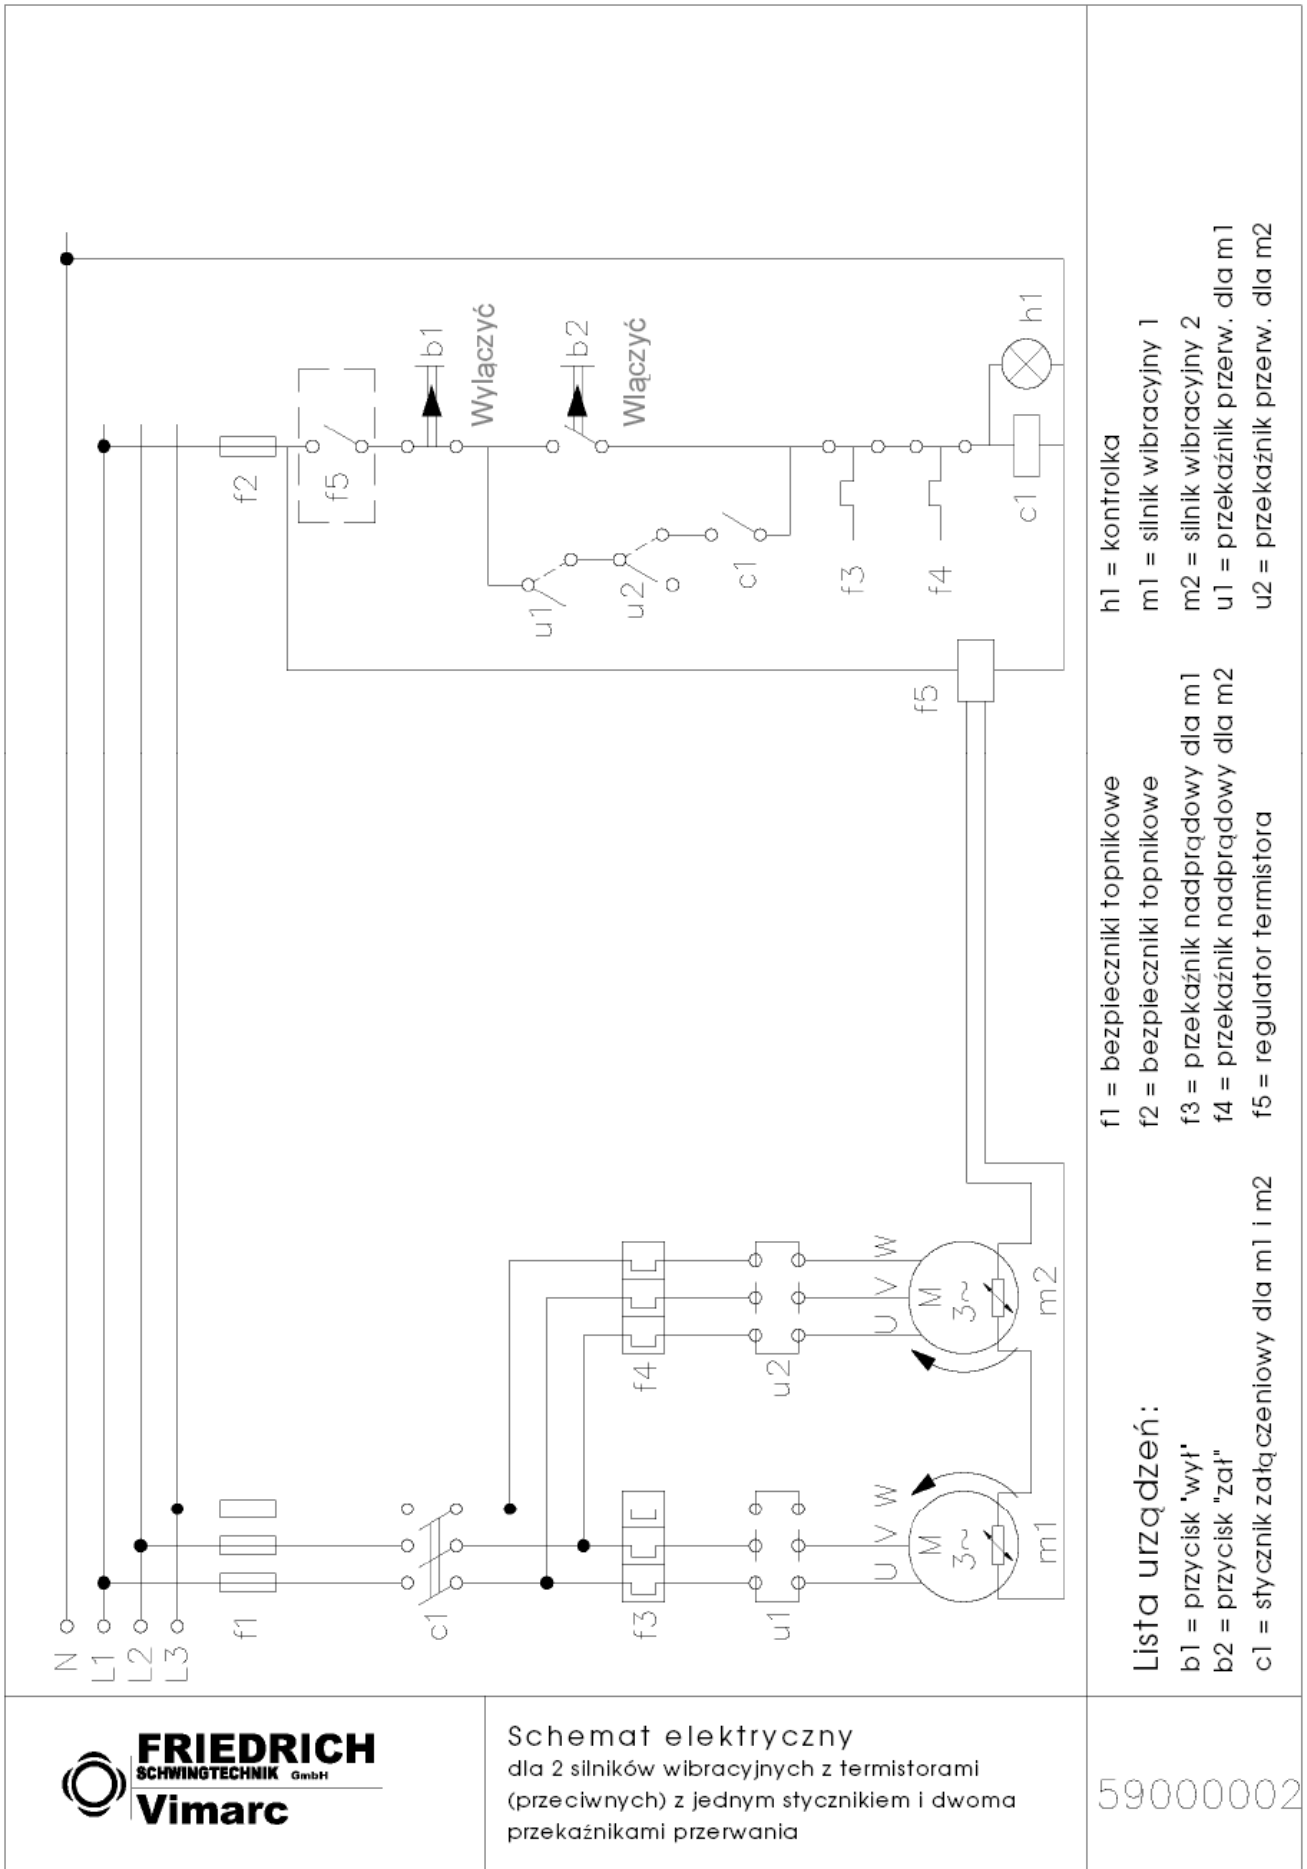 N
L1
L2
L3
f1
c1
f3
u1
U V W
M
3~
m1
f4
u2
U V W
M
3~
m2
f2
f5
b1
Wyłączyć
b2
Włączyć
u1
u2
c1
f3
f4
c1
h1
f5
Lista urządzeń:
b1 = przycisk "wył"
b2 = przycisk "zał"
c1 = stycznik załączeniowy dla m1 i m2
f1 = bezpieczniki topnikowe
f2 = bezpieczniki topnikowe
f3 = przekaźnik nadprądowy dla m1
f4 = przekaźnik nadprądowy dla m2
f5 = regulator termistora
h1 = kontrolka
m1 = silnik wibracyjny 1
m2 = silnik wibracyjny 2
u1 = przekaźnik przerw. dla m1
u2 = przekaźnik przerw. dla m2
FRIEDRICH
SCHWINGTECHNIK GmbH
Vimarc
Schemat elektryczny
dla 2 silników wibracyjnych z termistorami
(przeciwnych) z jednym stycznikiem i dwoma
przekaźnikami przerwania
59000002